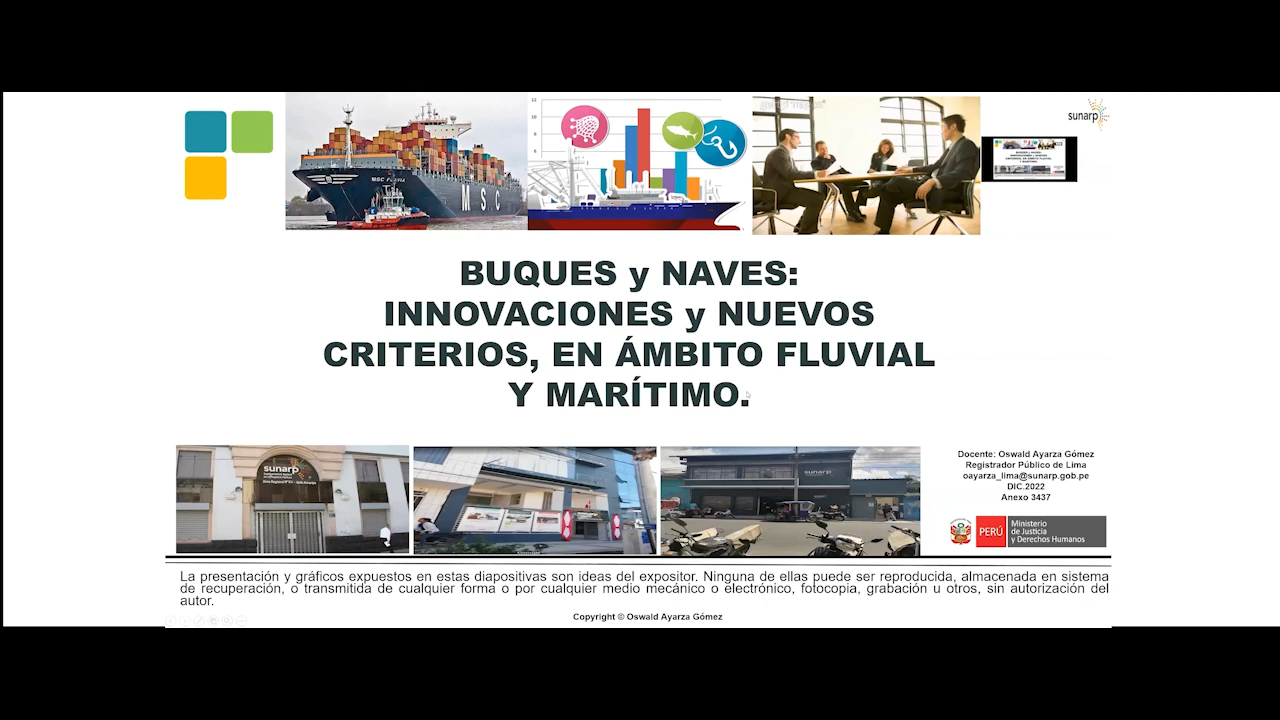 sunarp
MSC
BUQUES y NAVES:
INNOVACIONES y NUEVOS
CRITERIOS, EN ÁMBITO FLUVIAL
Y MARÍTIMO.
sunarp
sunarp
Docente: Oswald Ayarza Gómez
Registrador Público de Lima
oayarza_lima@sunarp.gob.pe
DIC.2022
Anexo 3437
PERÚ
Ministerio
de Justicia
y Derechos Humanos
La presentación y gráficos expuestos en estas diapositivas son ideas del expositor. Ninguna de ellas puede ser reproducida, almacenada en sistema
de recuperación, o transmitida de cualquier forma o por cualquier medio mecánico o electrónico, fotocopia, grabación u otros, sin autorización del
autor.
Copyright © Oswald Ayarza Gómez